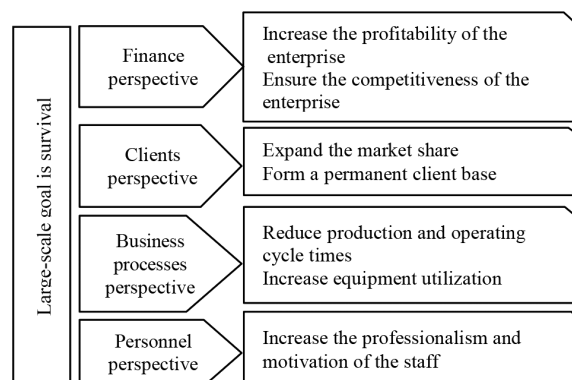 Large-scale goal is survival
Finance
perspective
Increase the profitability of the
enterprise
Ensure the competitiveness of the
enterprise
Clients
perspective
Expand the market share
Form a permanent client base
Business
processes
perspective
Reduce production and operating
cycle times
Increase equipment utilization
Personnel
perspective
Increase the professionalism and
motivation of the staff